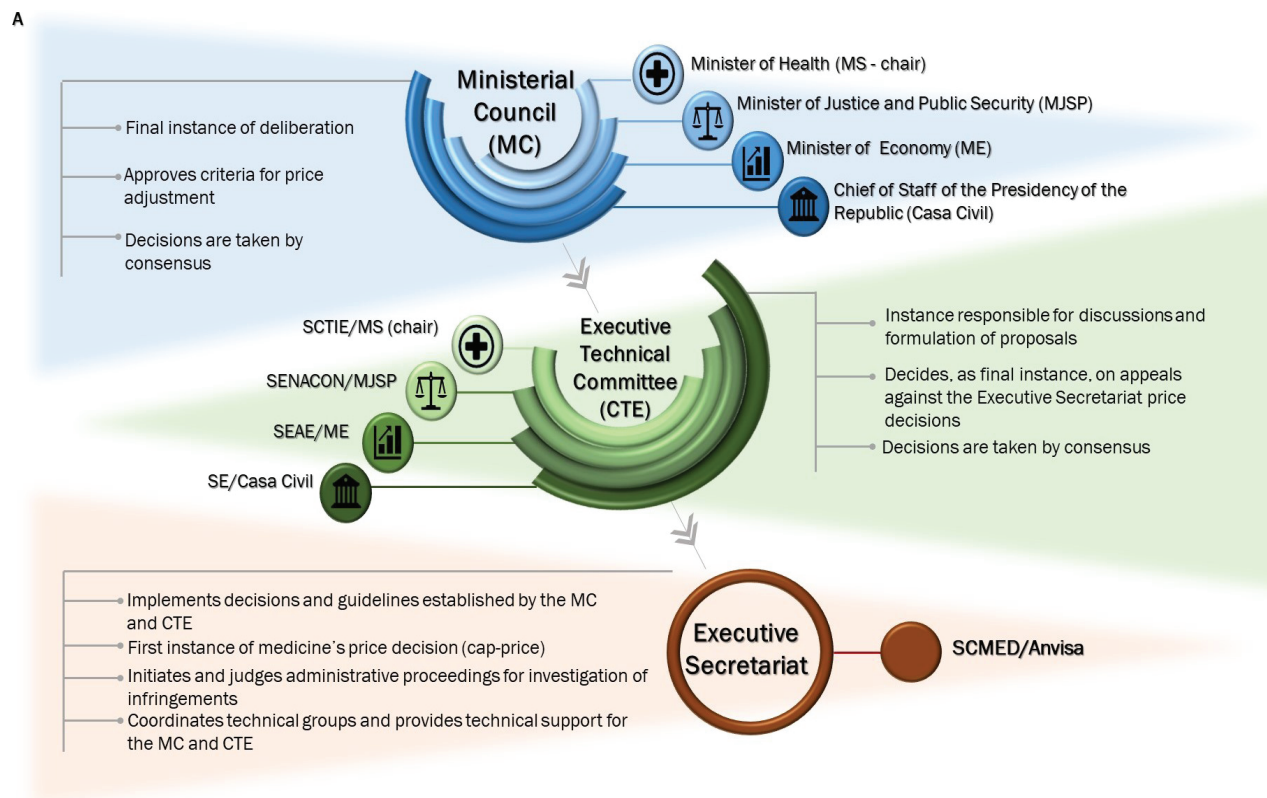 A
Ministerial
Council
(MC)
Minister of Health (MS - chair)
Minister of Justice and Public Security (MJSP)
Minister of Economy (ME)
Chief of Staff of the Presidency of the
Republic (Casa Civil)
Final instance of deliberation
Approves criteria for price
adjustment
Decisions are taken by
consensus
Executive
Technical
Committee
(CTE)
SCTIE/MS (chair)
SENACON/MJSP
SEAE/ME
SE/Casa Civil
Instance responsible for discussions and
formulation of proposals
Decides, as final instance, on appeals
against the Executive Secretariat price
decisions
Decisions are taken by consensus
Implements decisions and guidelines established by the MC
and CTE
First instance of medicine's price decision (cap-price)
Initiates and judges administrative proceedings for investigation of
infringements
Coordinates technical groups and provides technical support for
the MC and CTE
Executive
Secretariat
SCMED/Anvisa